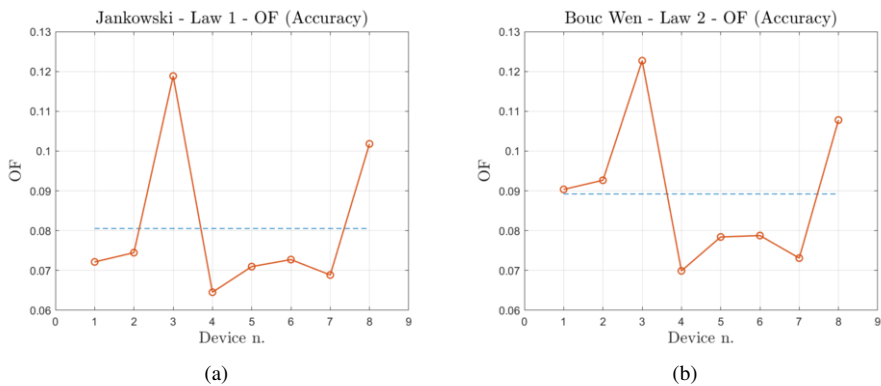 Jankowski - Law 1 - OF (Accuracy)
0.13
0.12
0.11
0.1
0.09
0.08
0.07
0.06
OF
0 1 2 3 4 5 6 7 8 9
Device n.
(a)
Bouc Wen - Law 2 - OF (Accuracy)
0.13
0.12
0.11
0.1
0.09
0.08
0.07
0.06
OF
0 1 2 3 4 5 6 7 8 9
Device n.
(b)